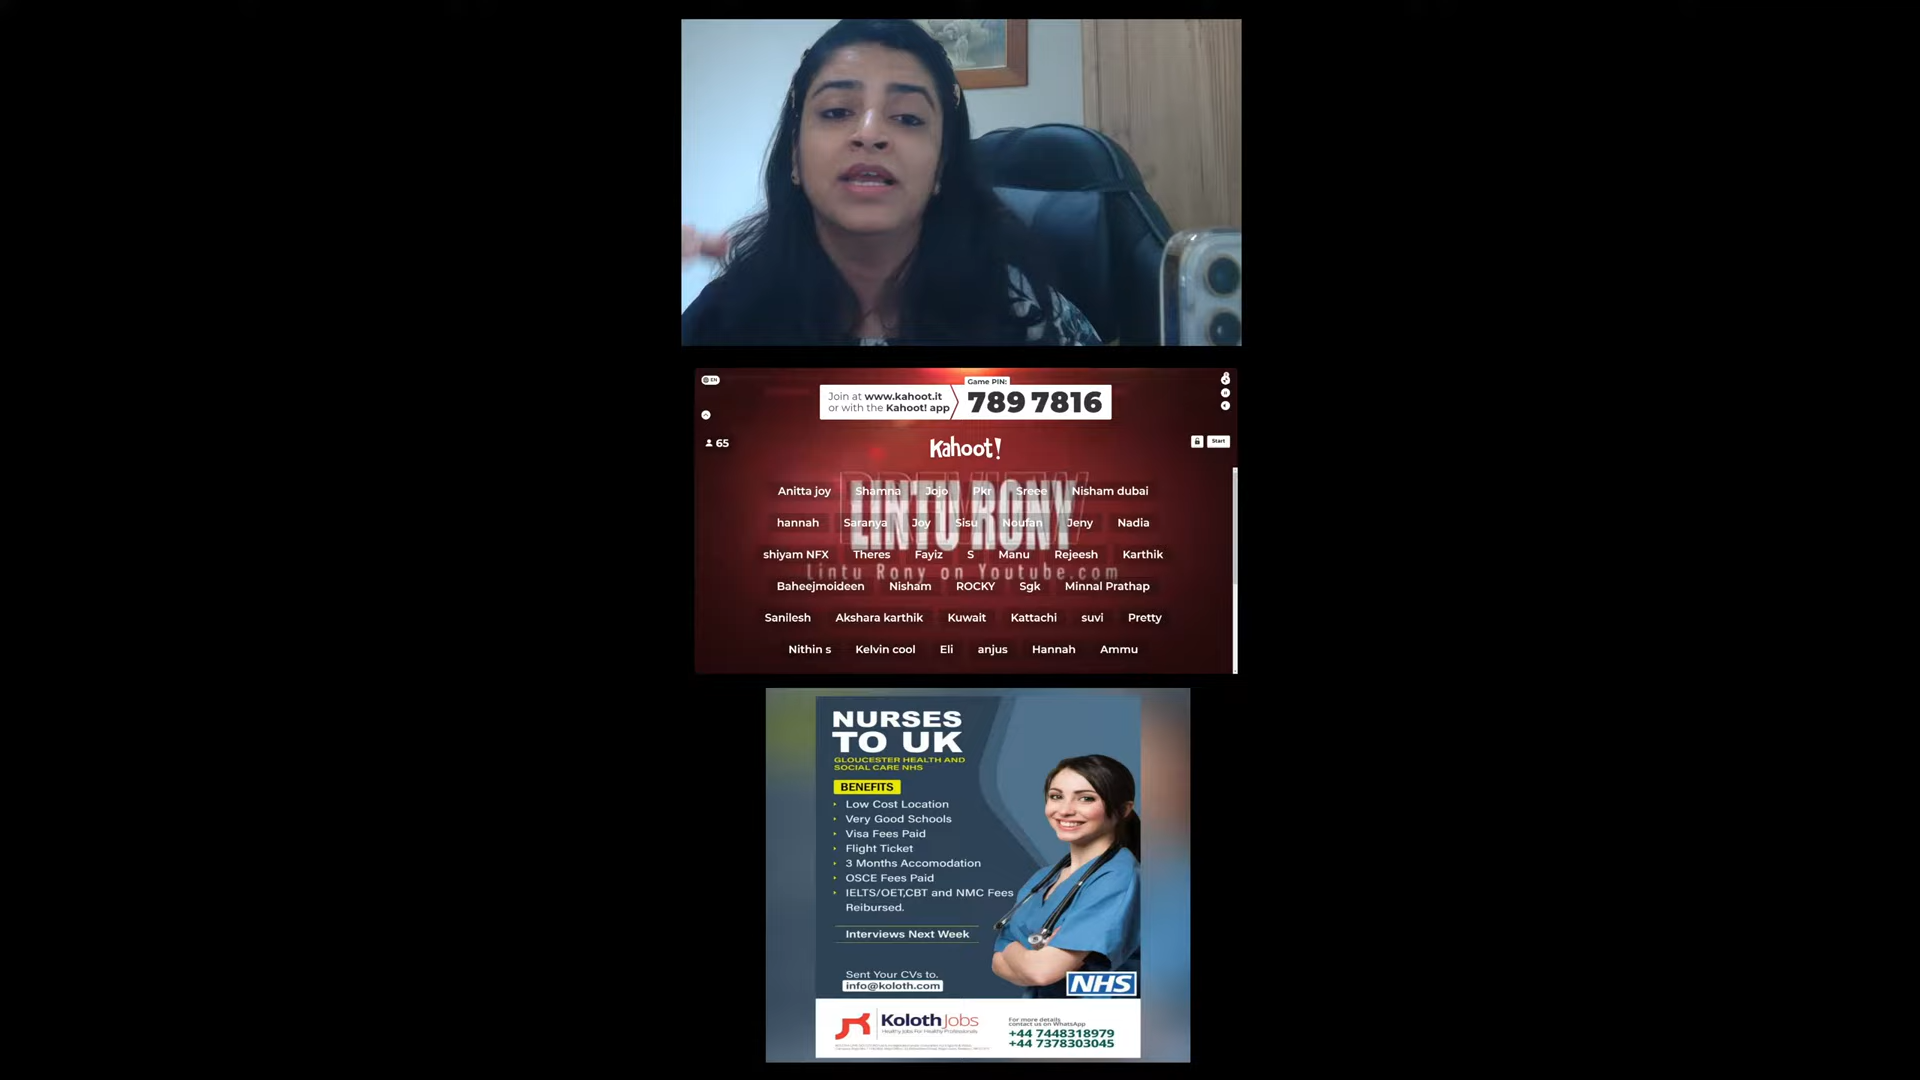 EN
Join at www.kahoot.it
or with the Kahoot! app
Game PIN:
789 7816
65
Kahoot!
Start
LINTU RONY
Lintu Rony on Youtube.com
Anitta joy Shamna Jojo Pkr Sreee Nisham dubai
hannah Saranya Joy Sisu Noufan Jeny Nadia
shiyam NFX Theres Fayiz S Manu Rejeesh Karthik
Baheejmoideen Nisham ROCKY Sgk Minnal Prathap
Sanilesh Akshara karthik Kuwait Kattachi suvi Pretty
Nithin s Kelvin cool Eli anjus Hannah Ammu
NURSES
TO UK
GLOUCESTER HEALTH AND
SOCIAL CARE NHS
BENEFITS
Low Cost Location
Very Good Schools
Visa Fees Paid
Flight Ticket
3 Months Accomodation
OSCE Fees Paid
IELTS/OET,CBT and NMC Fees
Reibursed.
Interviews Next Week
Sent Your CVs to.
info@koloth.com
NHS
Koloth Jobs
Healthy Jobs For Healthy Professionals
For more details
contact us on WhatsApp
+44 7448318979
+44 7378303045